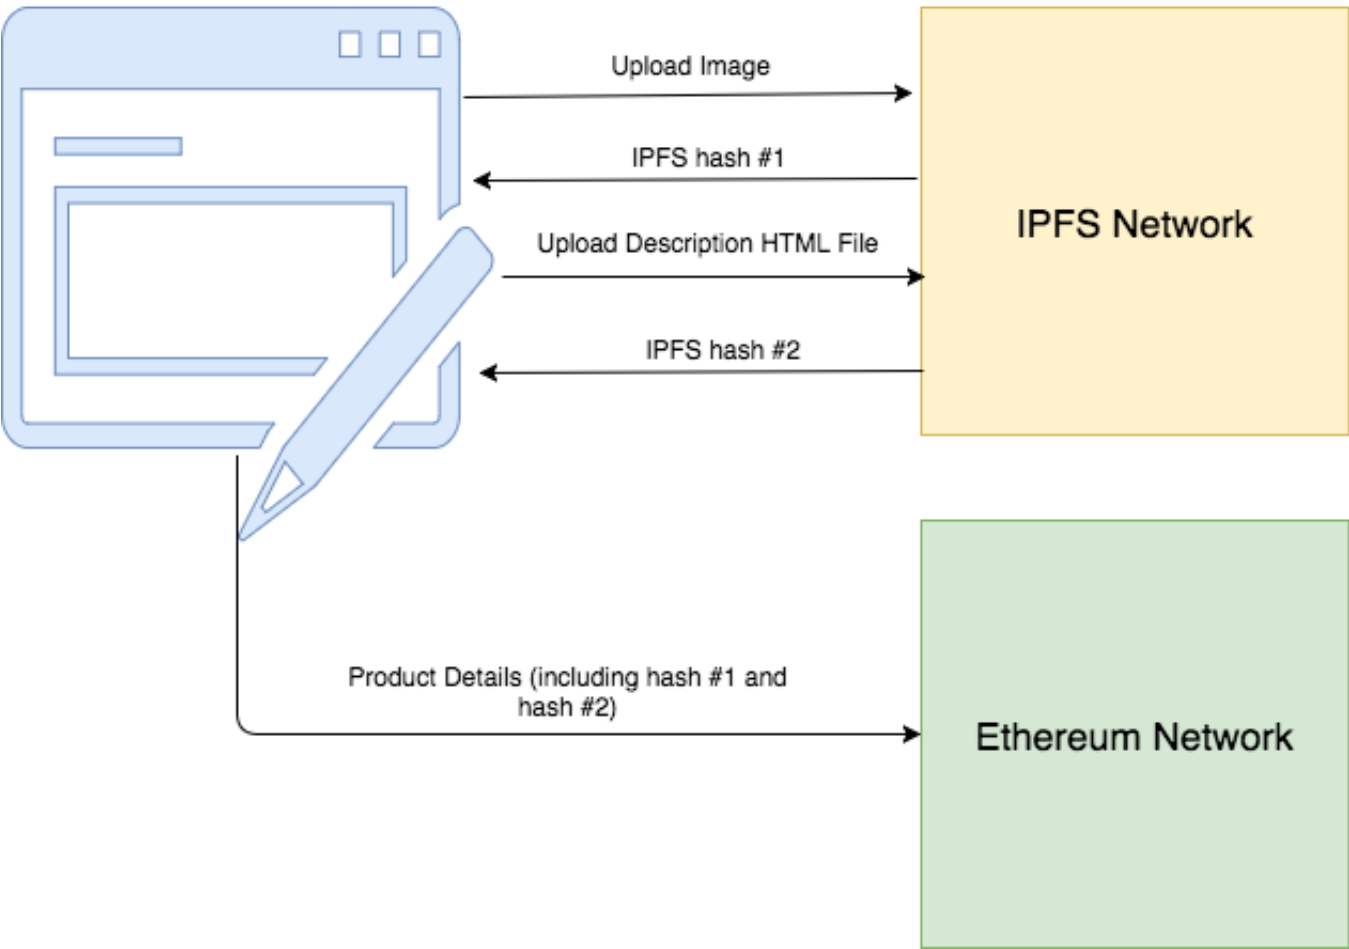 Upload Image
IPFS hash #1
IPFS Network
Upload Description HTML File
IPFS hash #2
Product Details (including hash #1 and
hash #2)
Ethereum Network